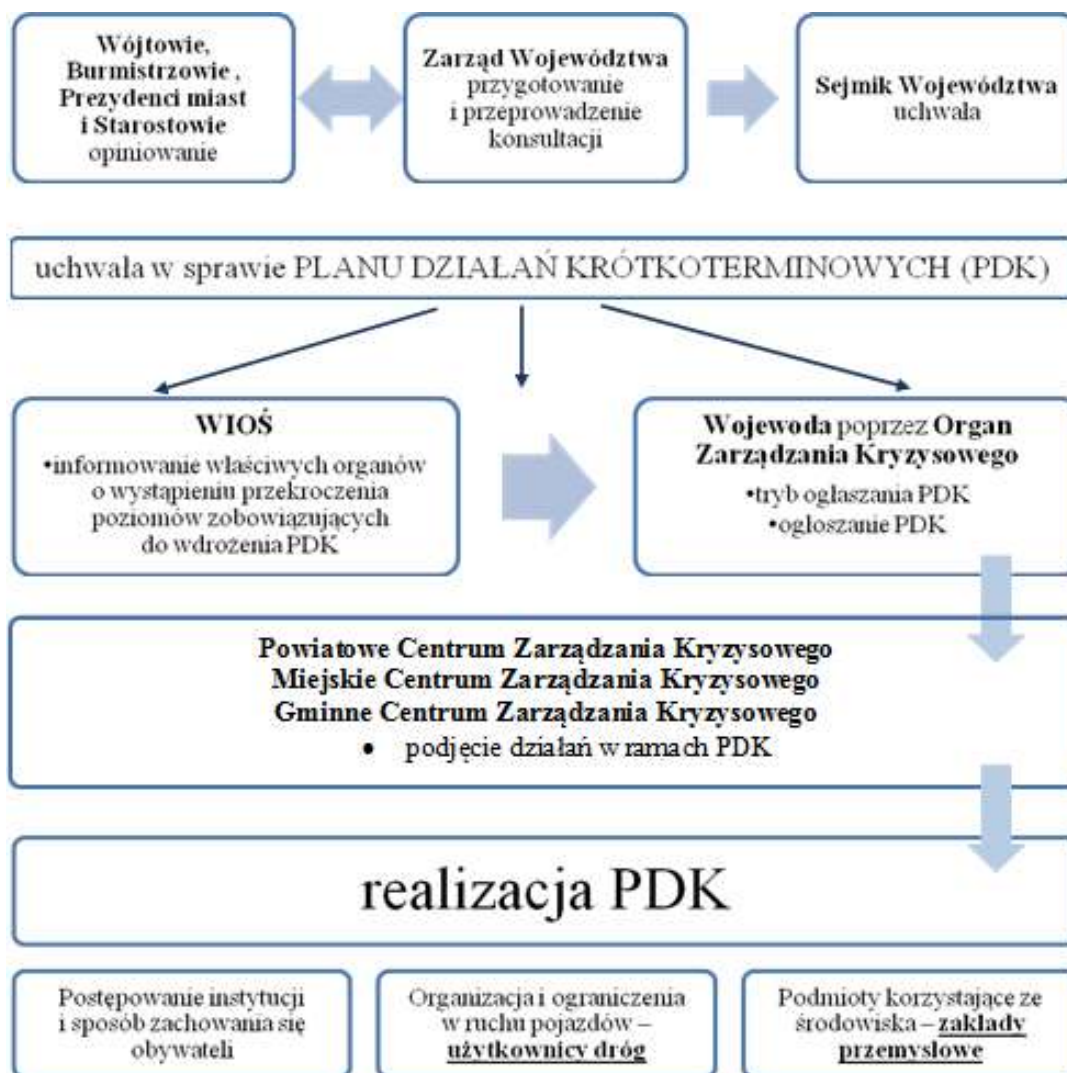 Wójtowie,
Burmistrzowie ,
Prezydenci miast
i Starostowie
opiniowanie
Zarząd Województwa
przygotowanie
i przeprowadzenie
konsultacji
Sejmik Województwa
uchwala
uchwała w sprawie PLANU DZIAŁAŃ KRÓTKOTERMINOWYCH (PDK)
WIOŚ
•informowanie właściwych organów
o wystąpieniu przekroczenia
poziomów zobowiązujących
do wdrożenia PDK
Wojewoda poprzez Organ
Zarządzania Kryzysowego
•tryb ogłaszania PDK
•ogłoszanie PDK
Powiatowe Centrum Zarządzania Kryzysowego
Miejskie Centrum Zarządzania Kryzysowego
Gminne Centrum Zarządzania Kryzysowego
• podjęcie działań w ramach PDK
realizacja PDK
Postępowanie instytucji
i sposób zachowania się
obywateli
Organizacja i ograniczenia
w ruchu pojazdów –
użytkownicy dróg
Podmioty korzystające ze
środowiska – zakłady
przemysłowe